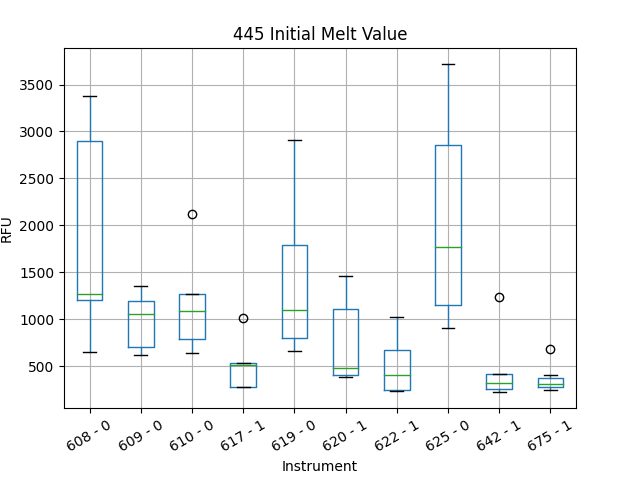 445 Initial Melt Value
3500
3000
2500
2000
1500
1000
500
RFU
608 - 0
609 - 0
610 - 0
617 - 1
619 - 0
620 - 1
622 - 1
625 - 0
642 - 1
675 - 1
Instrument